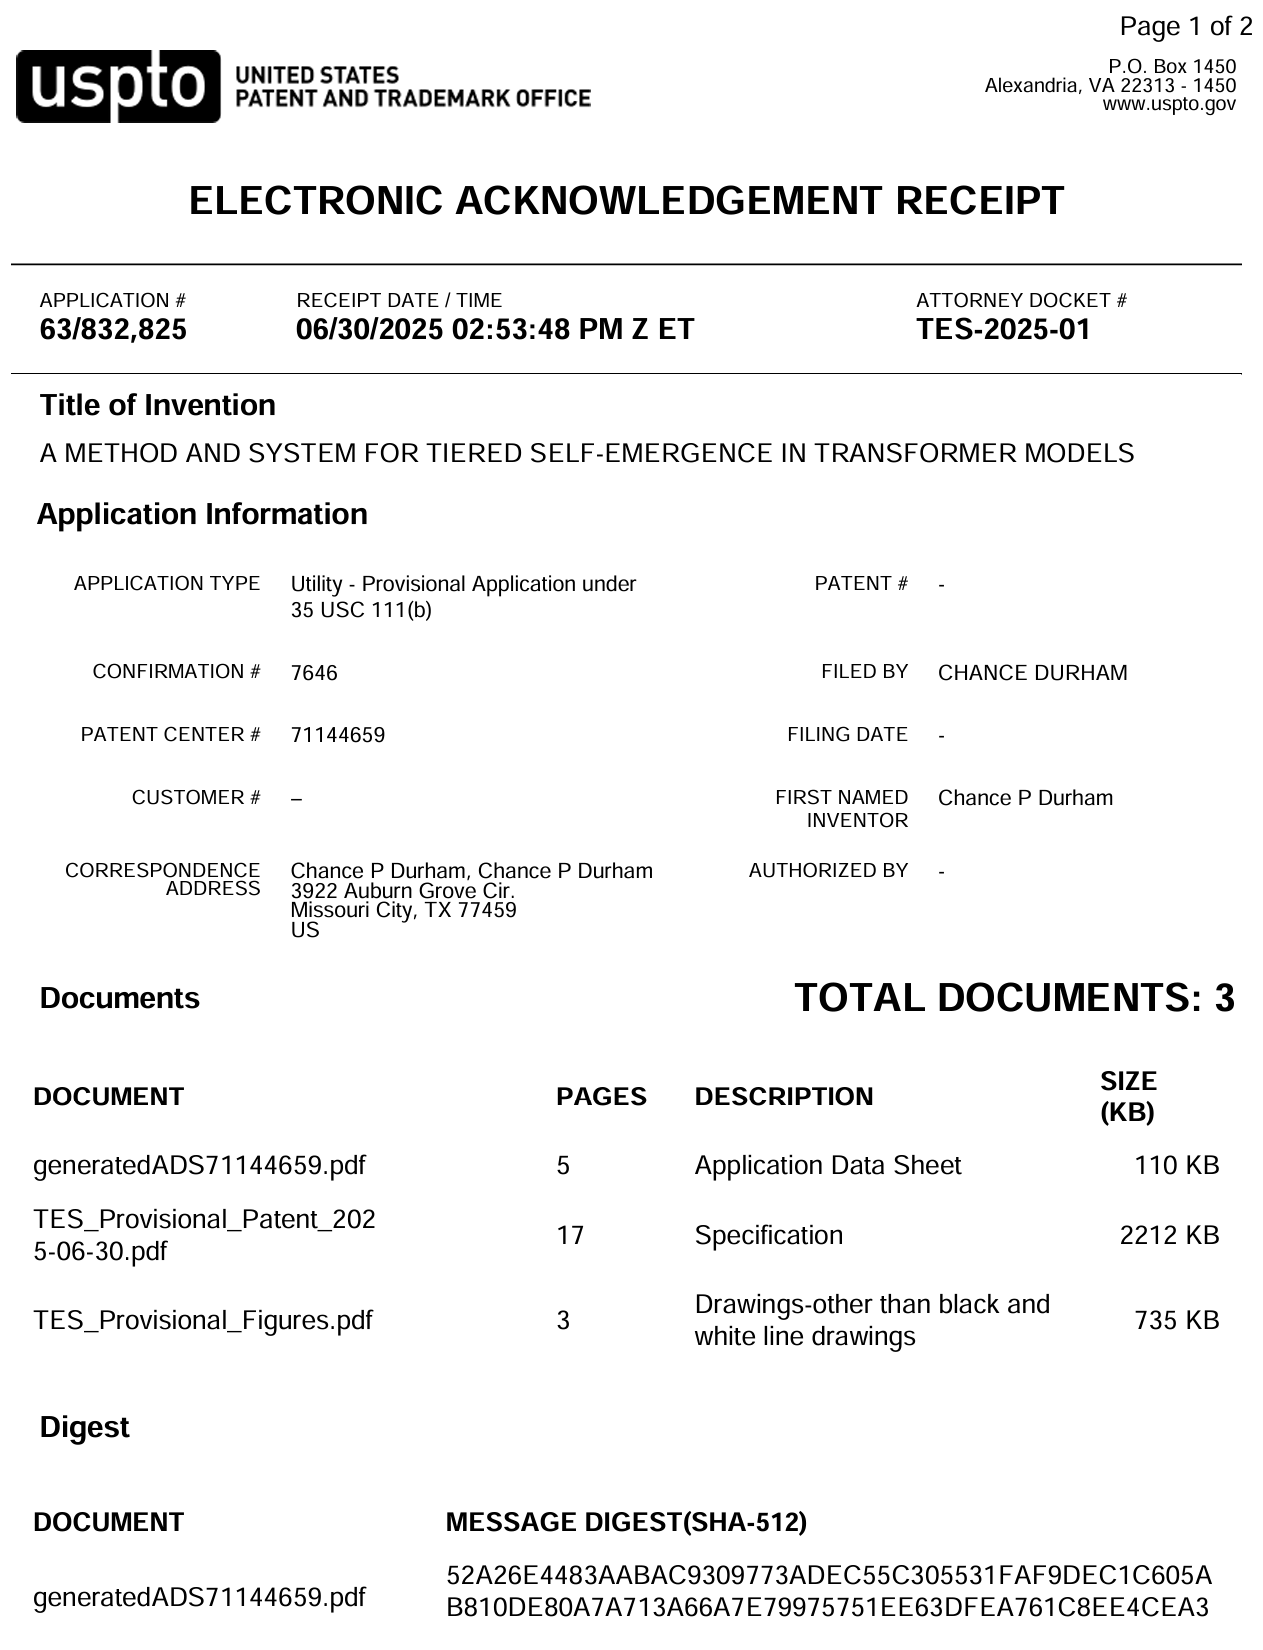 Page 1 of 2
uspto UNITED STATES
PATENT AND TRADEMARK OFFICE
P.O. Box 1450
Alexandria, VA 22313 - 1450
www.uspto.gov
ELECTRONIC ACKNOWLEDGEMENT RECEIPT
APPLICATION # RECEIPT DATE / TIME ATTORNEY DOCKET #
63/832,825 06/30/2025 02:53:48 PM Z ET TES-2025-01
Title of Invention
A METHOD AND SYSTEM FOR TIERED SELF-EMERGENCE IN TRANSFORMER MODELS
Application Information
APPLICATION TYPE Utility - Provisional Application under
35 USC 111(b)
PATENT # -
CONFIRMATION # 7646 FILED BY CHANCE DURHAM
PATENT CENTER # 71144659 FILING DATE -
CUSTOMER # – FIRST NAMED
INVENTOR
Chance P Durham
CORRESPONDENCE
ADDRESS
Chance P Durham, Chance P Durham
3922 Auburn Grove Cir.
Missouri City, TX 77459
US
AUTHORIZED BY -
Documents TOTAL DOCUMENTS: 3
DOCUMENT PAGES DESCRIPTION SIZE
(KB)
generatedADS71144659.pdf 5 Application Data Sheet 110 KB
TES_Provisional_Patent_202
5-06-30.pdf
17 Specification 2212 KB
TES_Provisional_Figures.pdf 3 Drawings-other than black and
white line drawings
735 KB
Digest
DOCUMENT MESSAGE DIGEST(SHA-512)
generatedADS71144659.pdf
52A26E4483AABAC9309773ADEC55C305531FAF9DEC1C605A
B810DE80A7A713A66A7E79975751EE63DFEA761C8EE4CEA3